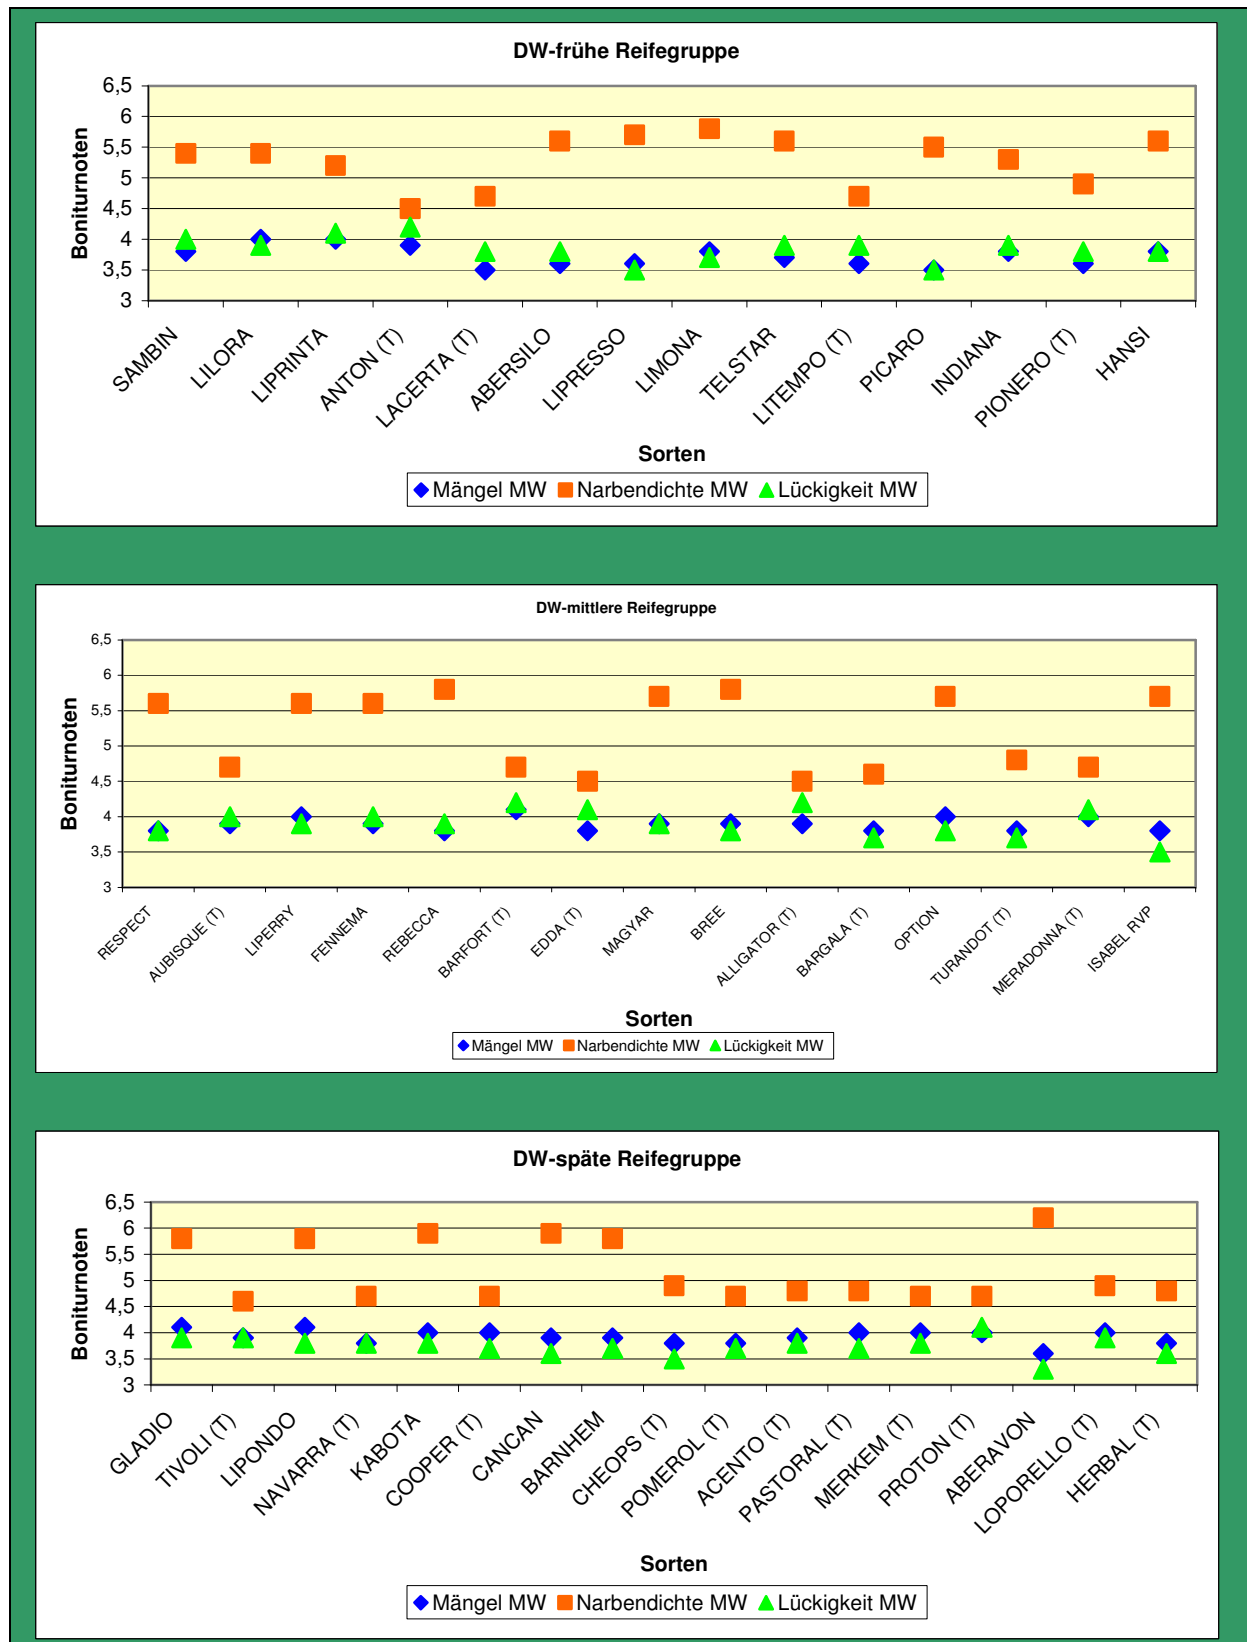 DW-frühe Reifegruppe
Boniturnoten
6,5
6
5,5
5
4,5
4
3,5
3
SAMBIN
LILORA
LIPRINTA
ANTON (T)
LACERTA (T)
ABERSILO
LIPRESSO
LIMONA
TELSTAR
LITEMPO (T)
PICARO
INDIANA
PIONERO (T)
HANSI
Sorten
Mängel MW Narbendichte MW Lückigkeit MW
DW-mittlere Reifegruppe
Boniturnoten
6,5
6
5,5
5
4,5
4
3,5
3
RESPECT
AUBISQUE (T)
LIPERRY
FENNEMA
REBECCA
BARFORT (T)
EDDA (T)
MAGYAR
BREE
ALLIGATOR (T)
BARGALA (T)
OPTION
TURANDOT (T)
MERADONNA (T)
ISABEL RVP
Sorten
Mängel MW Narbendichte MW Lückigkeit MW
DW-späte Reifegruppe
Boniturnoten
6,5
6
5,5
5
4,5
4
3,5
3
GLADIO
TIVOLI (T)
LIPONDO
NAVARRA (T)
KABOTA
COOPER (T)
CANCAN
BARNHEM
CHEOPS (T)
POMEROL (T)
ACENTO (T)
PASTORAL (T)
MERKEM (T)
PROTON (T)
ABERAVON
LOPORELLO (T)
HERBAL (T)
Sorten
Mängel MW Narbendichte MW Lückigkeit MW